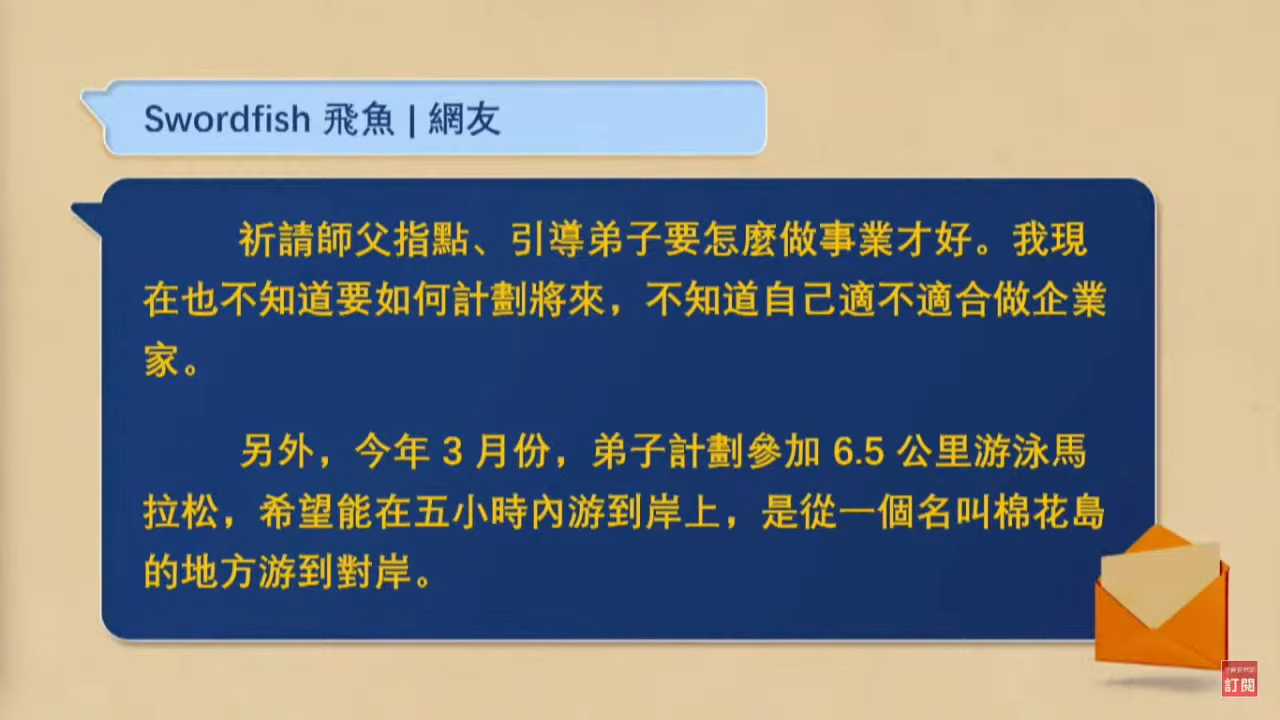 Swordfish 飛魚 | 網友
祈請師父指點、引導弟子要怎麼做事業才好。我現
在也不知道要如何計劃將來，不知道自己適不適合做企業
家。
另外，今年 3 月份，弟子計劃參加 6.5 公里游泳馬
拉松，希望能在五小時內游到岸上，是從一個名叫棉花島
的地方游到對岸。
訂閱